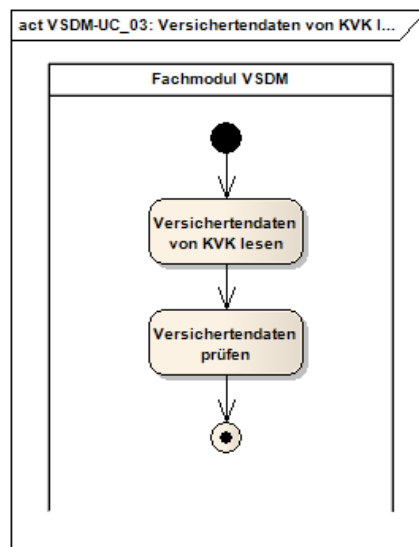 act VSDM-UC_03: Versichertendaten von KVK l...
Fachmodul VSDM
Versichertendaten
von KVK lesen
Versichertendaten
prüfen